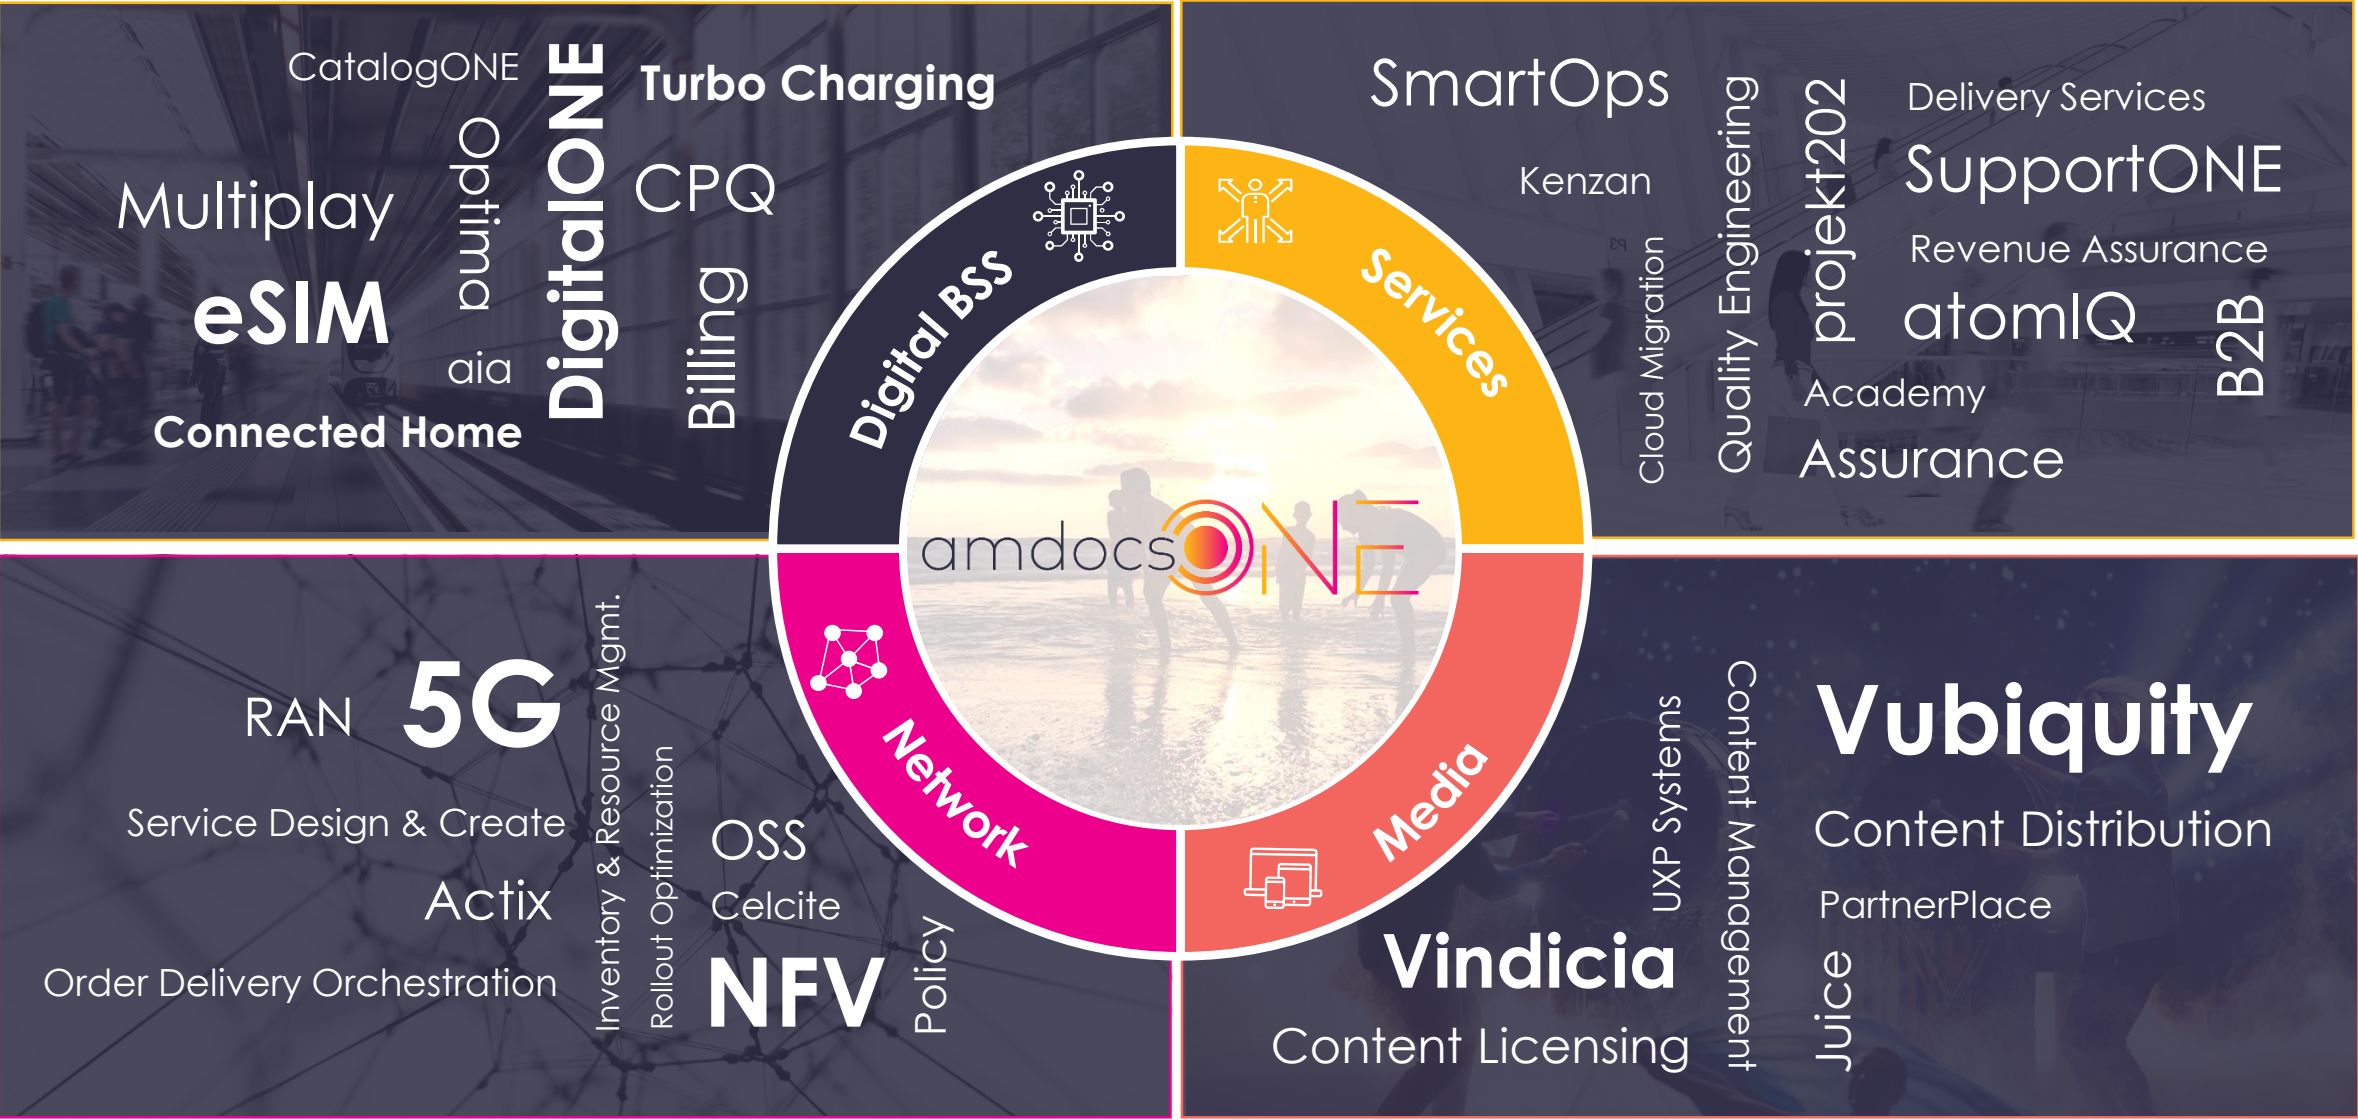 CatalogONE
Optima
DigitalONE
Turbo Charging
Multiplay
CPQ
eSIM
aia
Billing
Connected Home
Digital BSS
SmartOps
Kenzan
Cloud Migration
Quality Engineering
projekt202
Delivery Services
SupportONE
Revenue Assurance
atomIQ
B2B
Academy
Assurance
Services
amdocsONE
RAN
5G
Inventory & Resource Mgmt.
Rollout Optimization
Service Design & Create
OSS
Actix
Celcite
Order Delivery Orchestration
NFV
Policy
Network
Media
UXP Systems
Content Management
Vubiquity
Content Distribution
PartnerPlace
Vindicia
Juice
Content Licensing